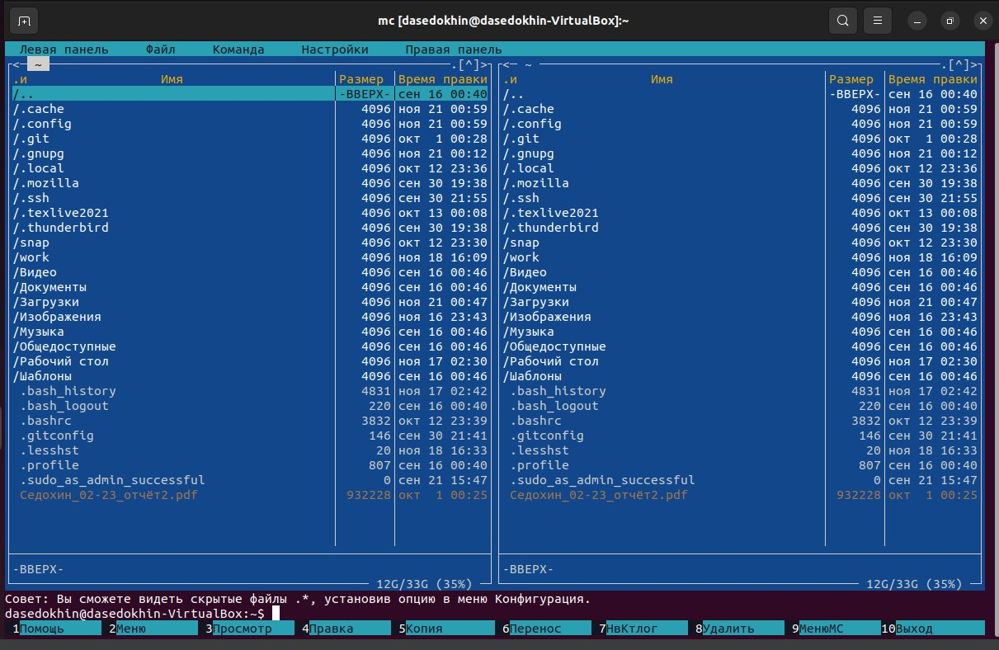 mc [dasedokhin@dasedokhin-VirtualBox]:~
Левая панель Файл Команда Настройки Правая панель
<─ ~ .[^]> <─ ~ .[^]>
.и Имя Размер Время правки .и Имя Размер Время правки
/.. -ВВЕРХ- сен 16 00:40 /.. -ВВЕРХ- сен 16 00:40
/.cache 4096 ноя 21 00:59 /.cache 4096 ноя 21 00:59
/.config 4096 ноя 21 00:59 /.config 4096 ноя 21 00:59
/.git 4096 окт 1 00:28 /.git 4096 окт 1 00:28
/.gnupg 4096 ноя 21 00:12 /.gnupg 4096 ноя 21 00:12
/.local 4096 окт 12 23:36 /.local 4096 окт 12 23:36
/.mozilla 4096 сен 30 19:38 /.mozilla 4096 сен 30 19:38
/.ssh 4096 сен 30 21:55 /.ssh 4096 сен 30 21:55
/.texlive2021 4096 окт 13 00:08 /.texlive2021 4096 окт 13 00:08
/.thunderbird 4096 сен 30 19:38 /.thunderbird 4096 сен 30 19:38
/snap 4096 окт 12 23:30 /snap 4096 окт 12 23:30
/work 4096 ноя 18 16:09 /work 4096 ноя 18 16:09
/Видео 4096 сен 16 00:46 /Видео 4096 сен 16 00:46
/Документы 4096 сен 16 00:46 /Документы 4096 сен 16 00:46
/Загрузки 4096 ноя 21 00:47 /Загрузки 4096 ноя 21 00:47
/Изображения 4096 ноя 16 23:43 /Изображения 4096 ноя 16 23:43
/Музыка 4096 сен 16 00:46 /Музыка 4096 сен 16 00:46
/Общедоступные 4096 сен 16 00:46 /Общедоступные 4096 сен 16 00:46
/Рабочий стол 4096 ноя 17 02:30 /Рабочий стол 4096 ноя 17 02:30
/Шаблоны 4096 сен 16 00:46 /Шаблоны 4096 сен 16 00:46
.bash_history 4831 ноя 17 02:42 .bash_history 4831 ноя 17 02:42
.bash_logout 220 сен 16 00:40 .bash_logout 220 сен 16 00:40
.bashrc 3832 окт 12 23:39 .bashrc 3832 окт 12 23:39
.gitconfig 146 сен 30 21:41 .gitconfig 146 сен 30 21:41
.lesshst 20 ноя 18 16:33 .lesshst 20 ноя 18 16:33
.profile 807 сен 16 00:40 .profile 807 сен 16 00:40
.sudo_as_admin_successful 0 сен 21 15:47 .sudo_as_admin_successful 0 сен 21 15:47
Седохин_02-23_отчёт2.pdf 932228 окт 1 00:25 Седохин_02-23_отчёт2.pdf 932228 окт 1 00:25
-ВВЕРХ- -ВВЕРХ-
12G/33G (35%) 12G/33G (35%)
Совет: Вы сможете видеть скрытые файлы .*, установив опцию в меню Конфигурация.
dasedokhin@dasedokhin-VirtualBox:~$
1Помощь 2Меню 3Просмотр 4Правка 5Копия 6Перенос 7НвКтлог 8Удалить 9МенюМС 10Выход